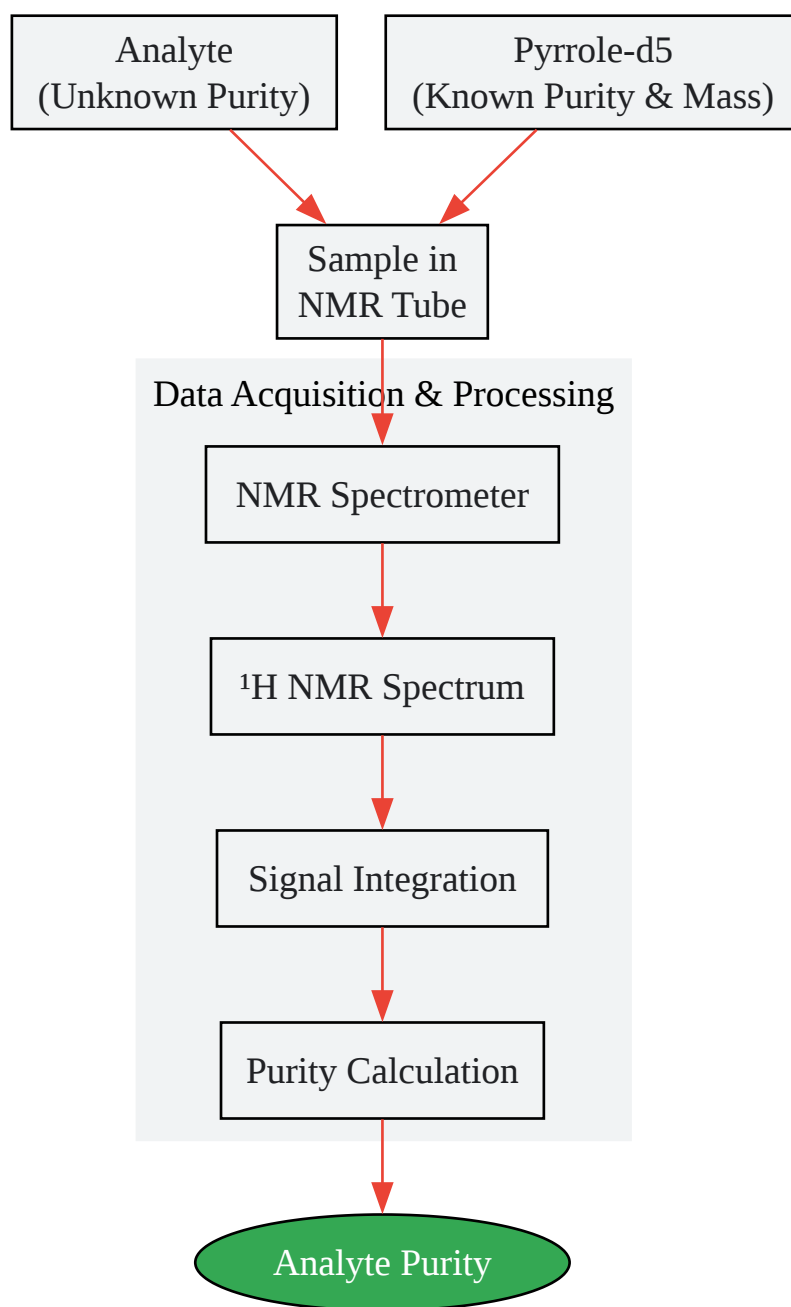 Analyte
(Unknown Purity)
Pyrrole-d5
(Known Purity & Mass)
Sample in
NMR Tube
Data Acquisition & Processing
NMR Spectrometer
¹H NMR Spectrum
Signal Integration
Purity Calculation
Analyte Purity